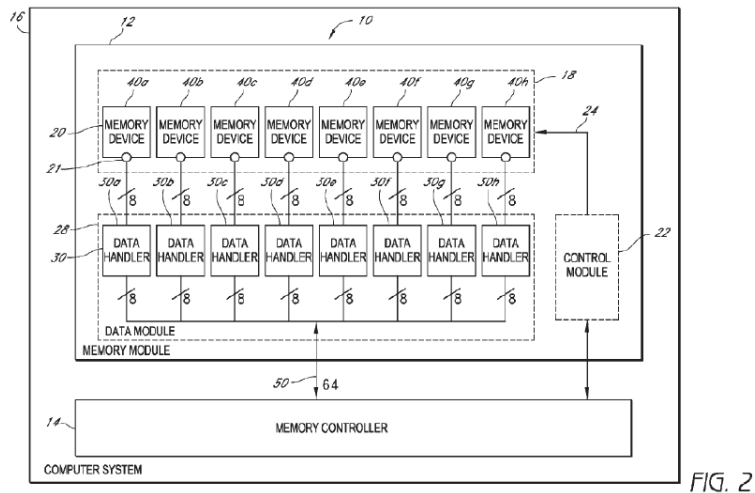 16
12
10
40a 40b 40c 40d 40e 40f 40g 40h
18
20
MEMORY DEVICE MEMORY DEVICE MEMORY DEVICE MEMORY DEVICE MEMORY DEVICE MEMORY DEVICE MEMORY DEVICE MEMORY DEVICE
24
21
30a 30b 30c 30d 30e 30f 30g 30h
8 8 8 8 8 8 8 8
28
22
30
DATA HANDLER DATA HANDLER DATA HANDLER DATA HANDLER DATA HANDLER DATA HANDLER DATA HANDLER DATA HANDLER
CONTROL MODULE
8 8 8 8 8 8 8 8
DATA MODULE
MEMORY MODULE
50 64
14
MEMORY CONTROLLER
COMPUTER SYSTEM
FIG. 2